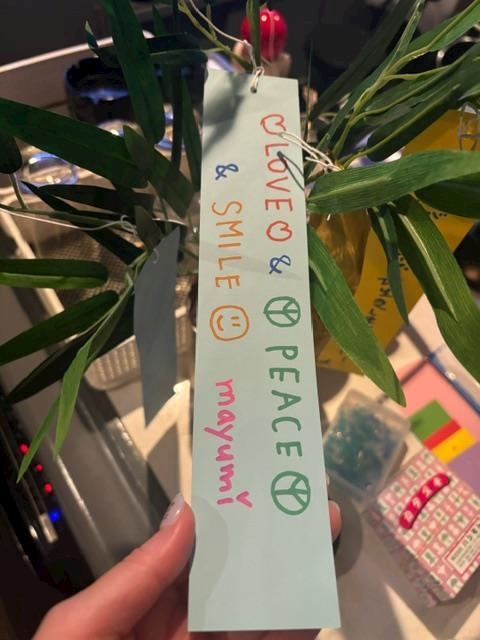 ♡LOVE♡ & ☮ PEACE ☮
& SMILE ☺
mayumi